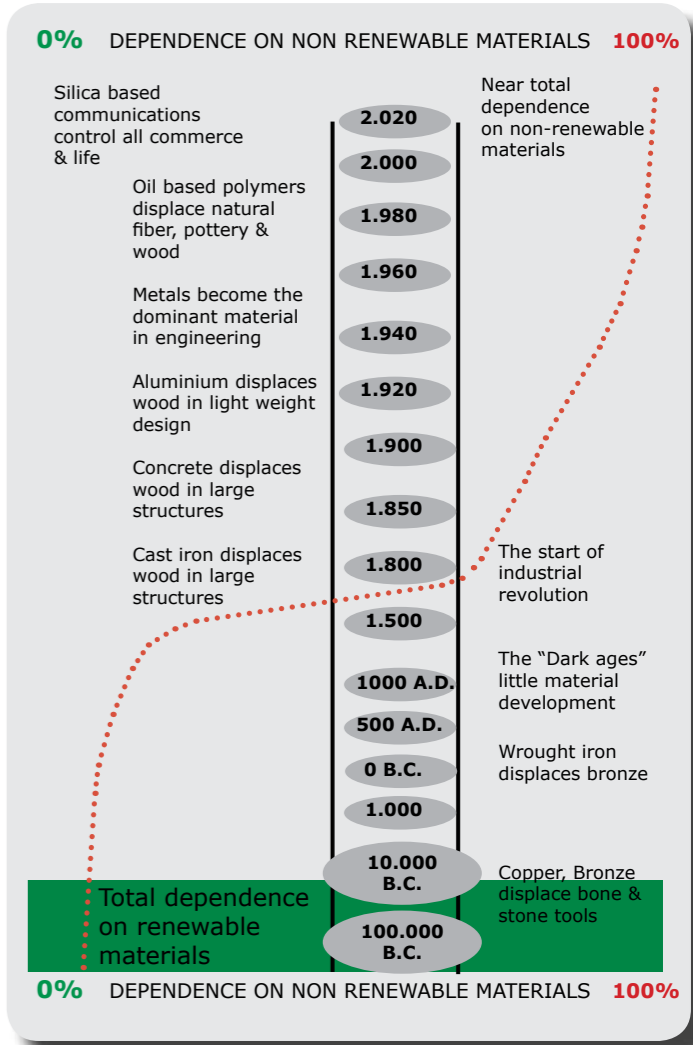 0% DEPENDENCE ON NON RENEWABLE MATERIALS 100%
Silica based
communications
control all commerce
& life
Near total
dependence
on non-renewable
materials
2.020
2.000
Oil based polymers
displace natural
fiber, pottery &
wood
1.980
1.960
Metals become the
dominant material
in engineering
1.940
Aluminium displaces
wood in light weight
design
1.920
1.900
Concrete displaces
wood in large
structures
1.850
Cast iron displaces
wood in large
structures
1.800
The start of
industrial
revolution
1.500
The “Dark ages”
little material
development
1000 A.D.
500 A.D.
Wrought iron
displaces bronze
0 B.C.
1.000
10.000
B.C.
Copper, Bronze
displace bone &
stone tools
Total dependence
on renewable
materials
100.000
B.C.
0% DEPENDENCE ON NON RENEWABLE MATERIALS 100%